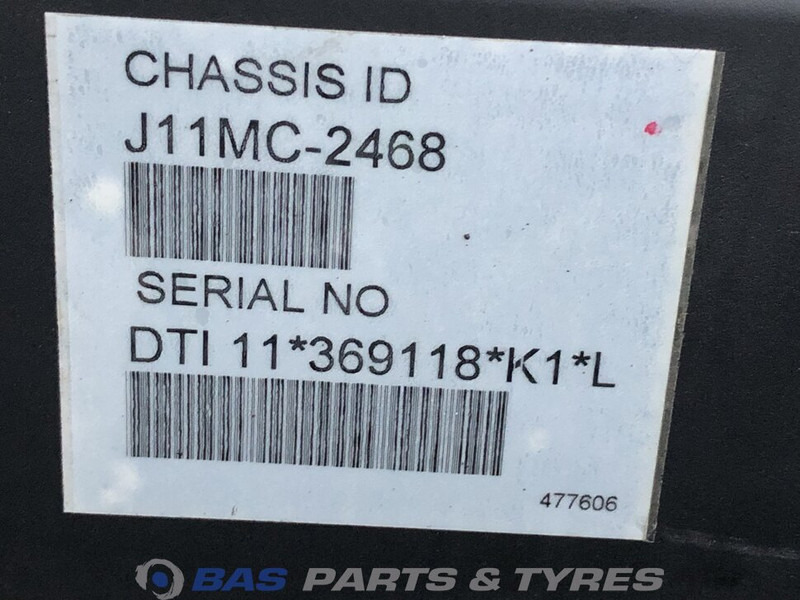 CHASSIS ID
J11MC-2468
SERIAL NO
DTI 11*369118*K1*L
477606
BAS PARTS & TYRES